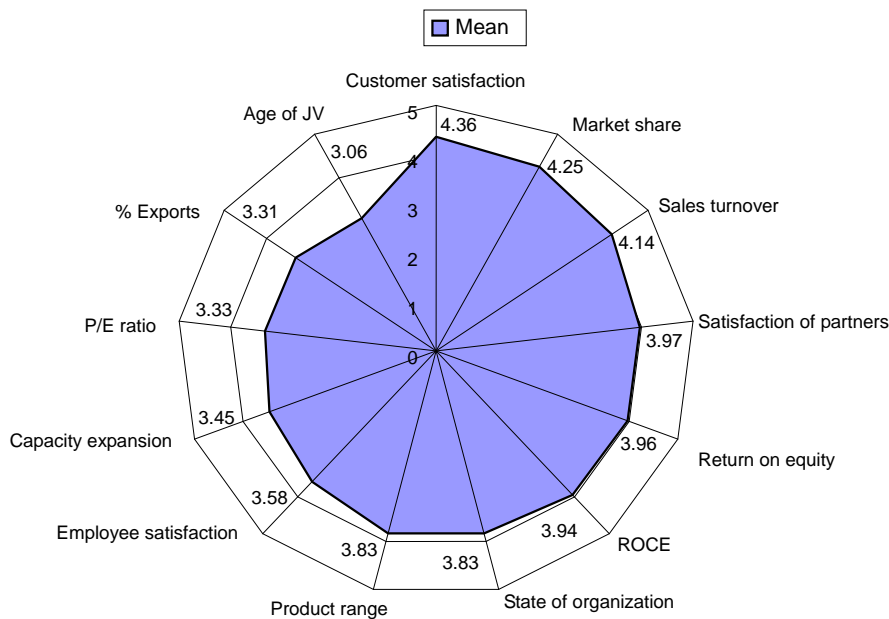 Mean
Customer satisfaction
Age of JV
Market share
5
4.36
3.06
4
4.25
% Exports
3.31
Sales turnover
3
4.14
2
3.33
P/E ratio
1
Satisfaction of partners
3.97
0
3.45
Capacity expansion
3.96
Return on equity
3.58
Employee satisfaction
3.94
ROCE
3.83
3.83
Product range
State of organization